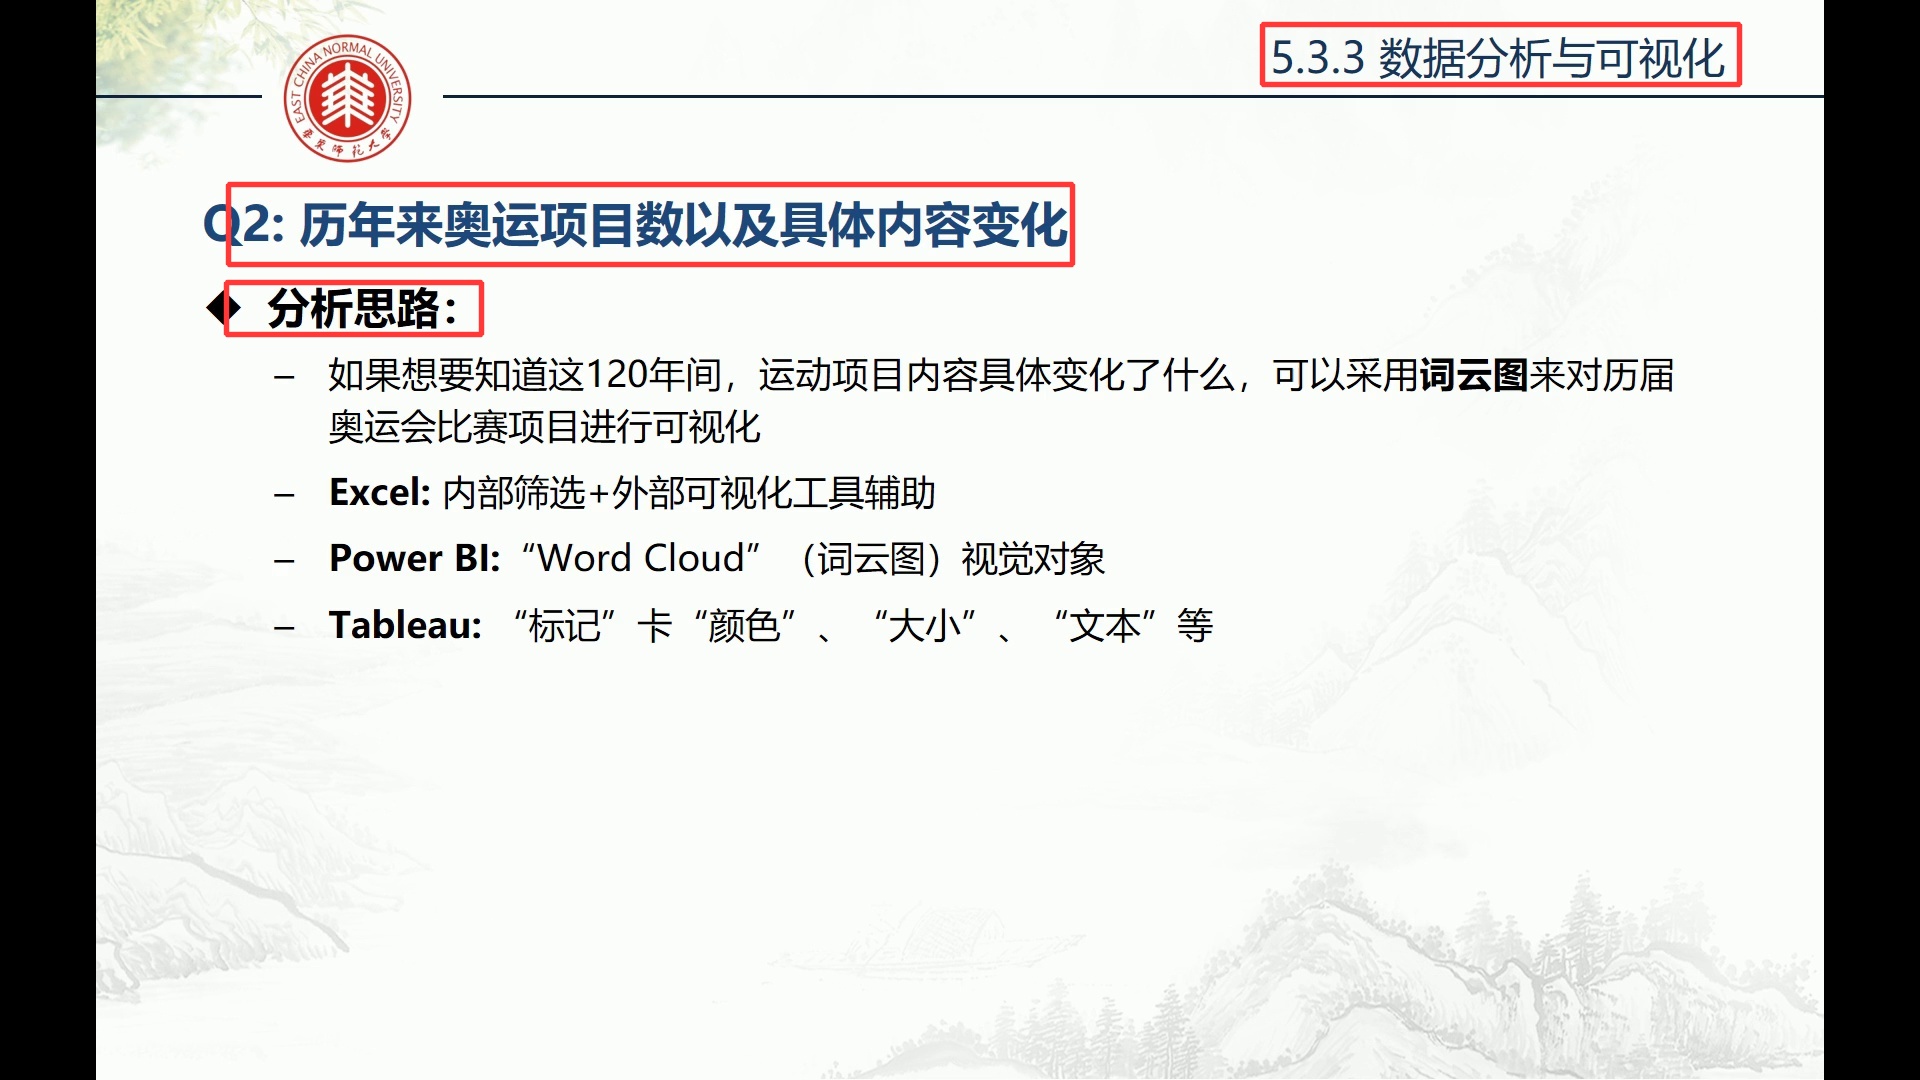 5.3.3 数据分析与可视化
EAST CHINA NORMAL UNIVERSITY
华东师范大学
Q2: 历年来奥运项目数以及具体内容变化
◆ 分析思路：
– 如果想要知道这120年间，运动项目内容具体变化了什么，可以采用词云图来对历届
奥运会比赛项目进行可视化
– Excel: 内部筛选+外部可视化工具辅助
– Power BI:“Word Cloud”（词云图）视觉对象
– Tableau: “标记”卡“颜色”、“大小”、“文本”等